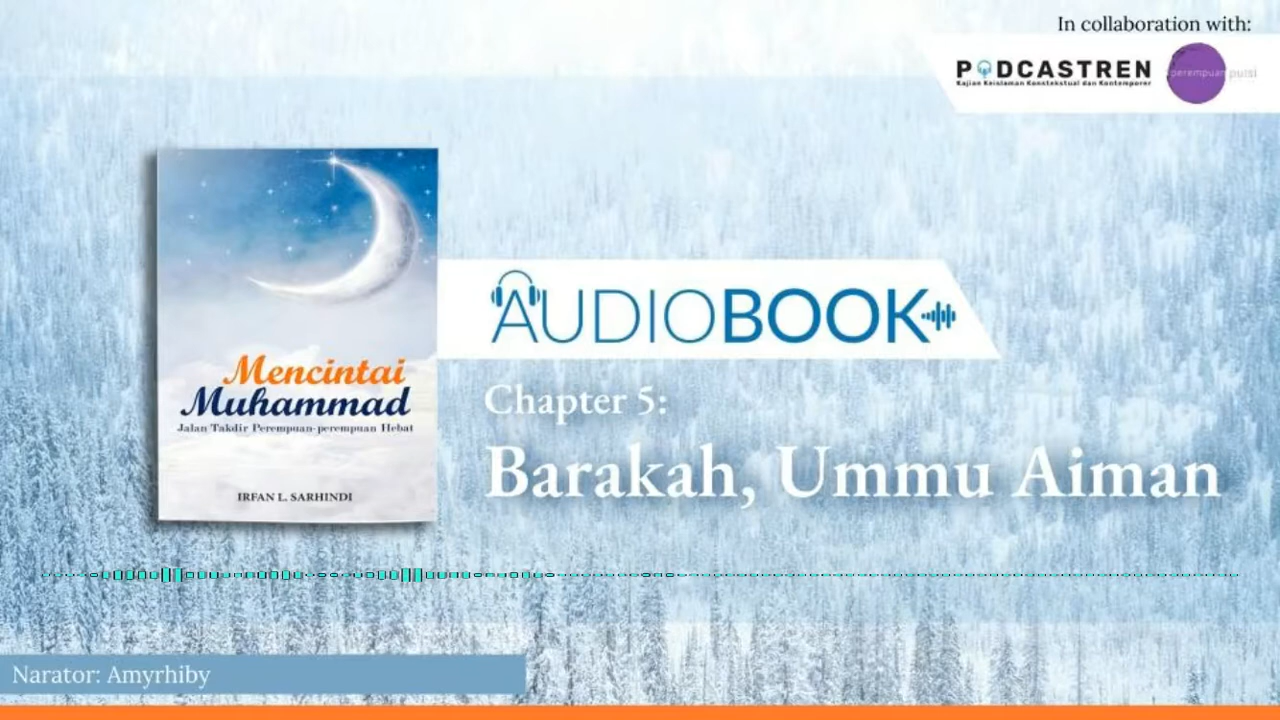 In collaboration with:
PODCASTREN
Kajian Keislaman Konstekstual dan Kontemporer
perempuan puisi
Mencintai
Muhammad
Jalan Takdir Perempuan-perempuan Hebat
IRFAN L. SARHINDI
AUDIOBOOK
Chapter 5:
Barakah, Ummu Aiman
Narator: Amyrhiby